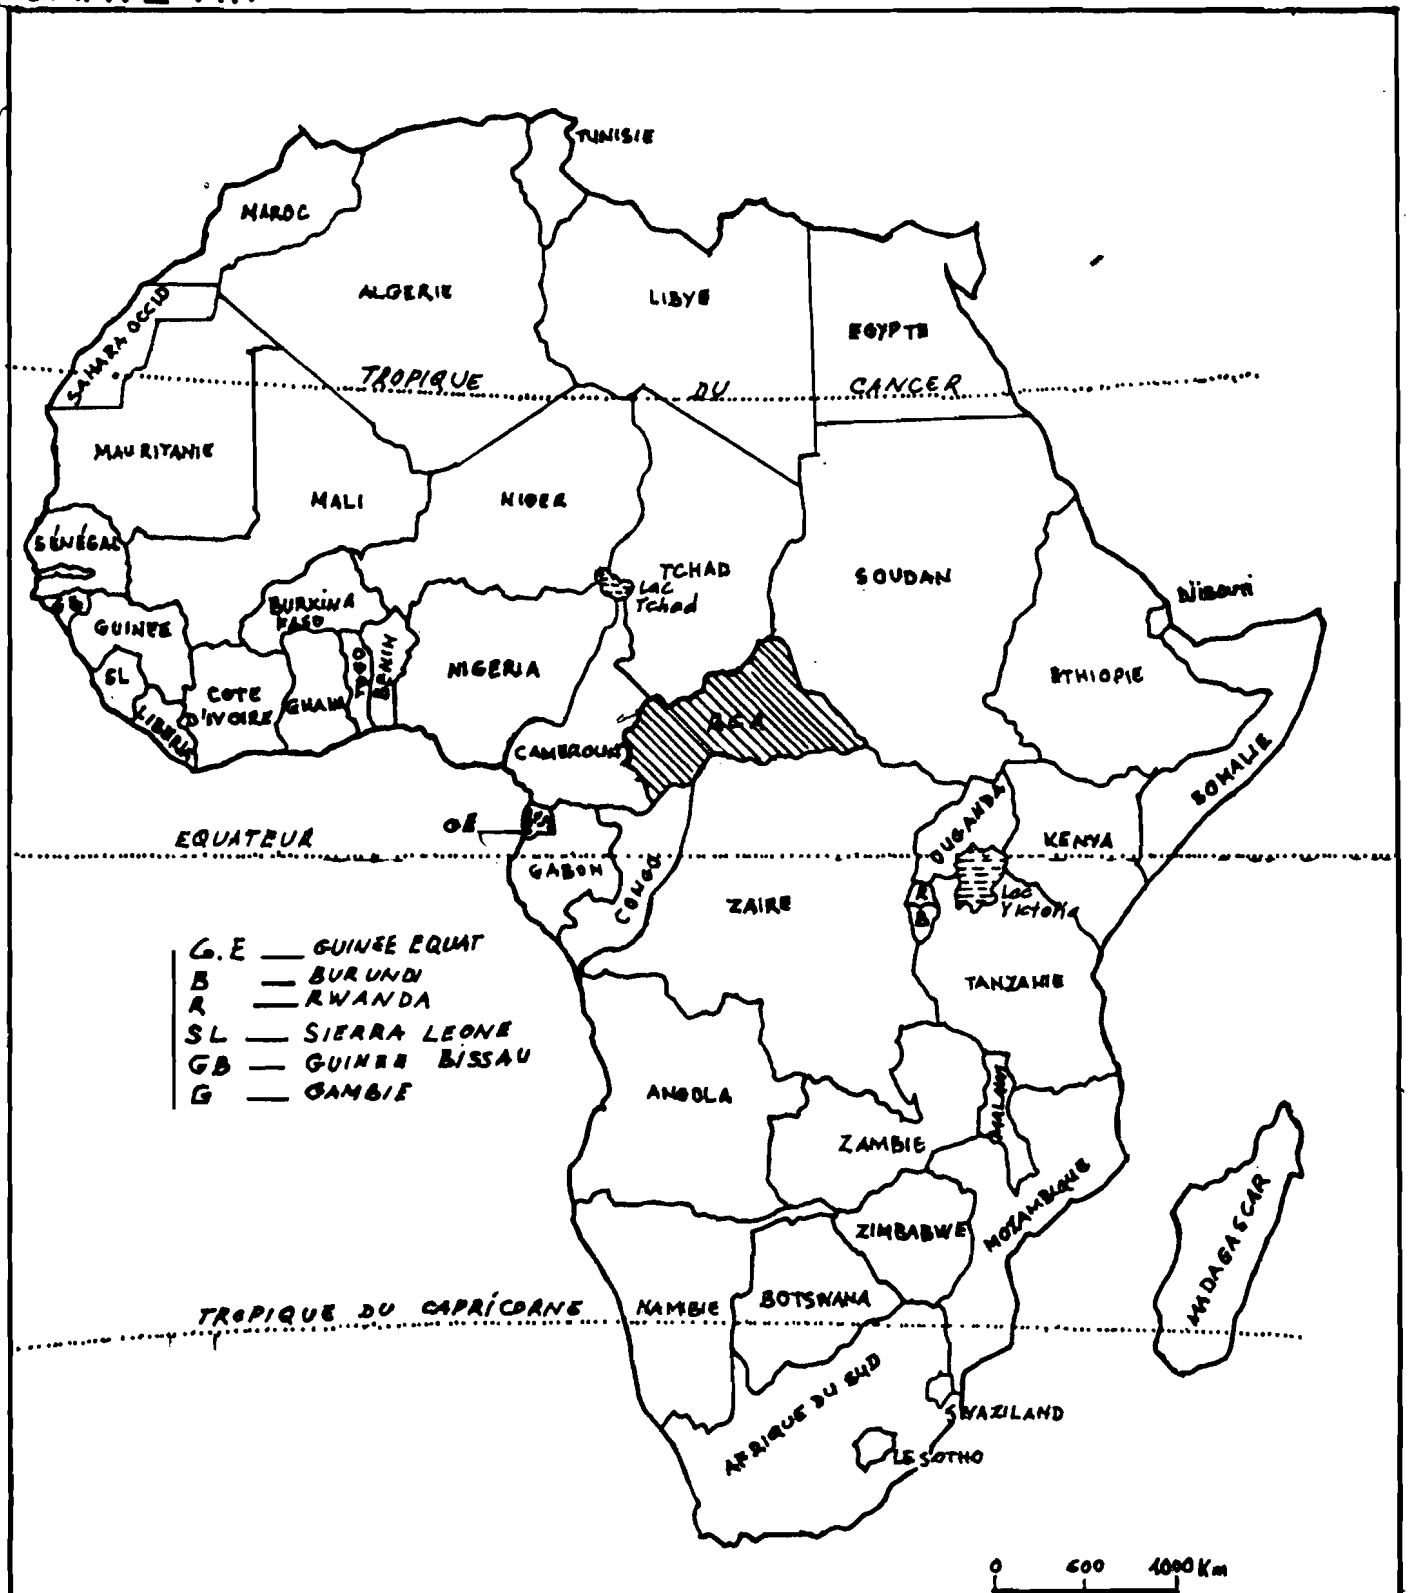 TUNISIE
MAROC
ALGERIE
LIBYE
EGYPTE
SAHARA OCCID
TROPIQUE DU CANCER
MAURITANIE
MALI
NIGER
TCHAD
SOUDAN
SÉNÉGAL
Lac
Tchad
DjiBouti
GB
BURKINA
FASO
GUINEE
TOGO
BENIN
NIGERIA
SL
COTE
D'IVOIRE
GHANA
LIBERIA
ETHIOPIE
CAMEROUN
SOMALIE
GE
EQUATEUR
OUGANDA
KENYA
GABON
CONGO
ZAIRE
R
B
Lac
Victoria
TANZANIE
G.E — GUINEE EQUAT
B — BURUNDI
R — RWANDA
SL — SIERRA LEONE
GB — GUINEE BISSAU
G — GAMBIE
ANGOLA
MALAWI
ZAMBIE
MOZAMBIQUE
ZIMBABWE
MADAGASCAR
TROPIQUE DU CAPRICORNE
NAMIBIE
BOTSWANA
AFRIQUE DU SUD
SWAZILAND
LESOTHO
0 500 1000 Km